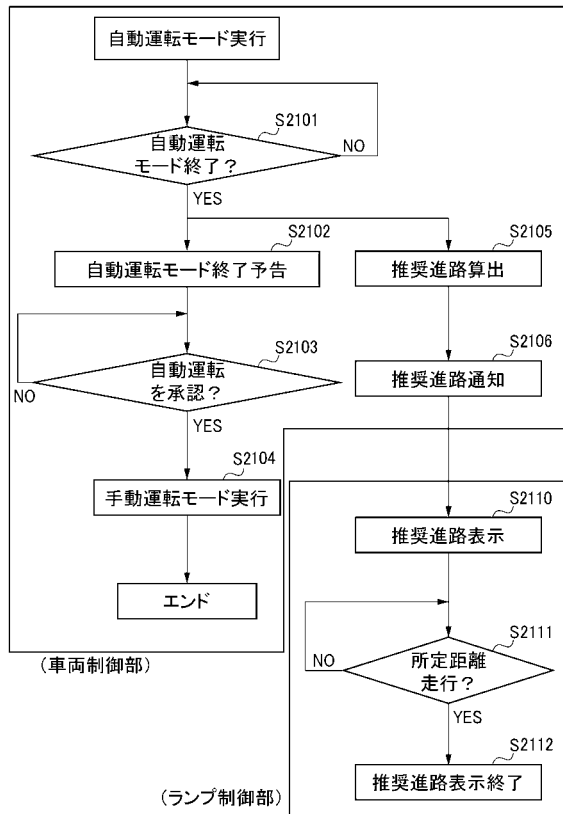 自動運転モード実行
S2101
自動運転
モード終了?
NO
YES
S2102
自動運転モード終了予告
S2105
推奨進路算出
S2103
自動運転
を承認?
NO
YES
S2106
推奨進路通知
S2104
手動運転モード実行
エンド
(車両制御部)
S2110
推奨進路表示
S2111
所定距離
走行?
NO
YES
S2112
推奨進路表示終了
(ランプ制御部)